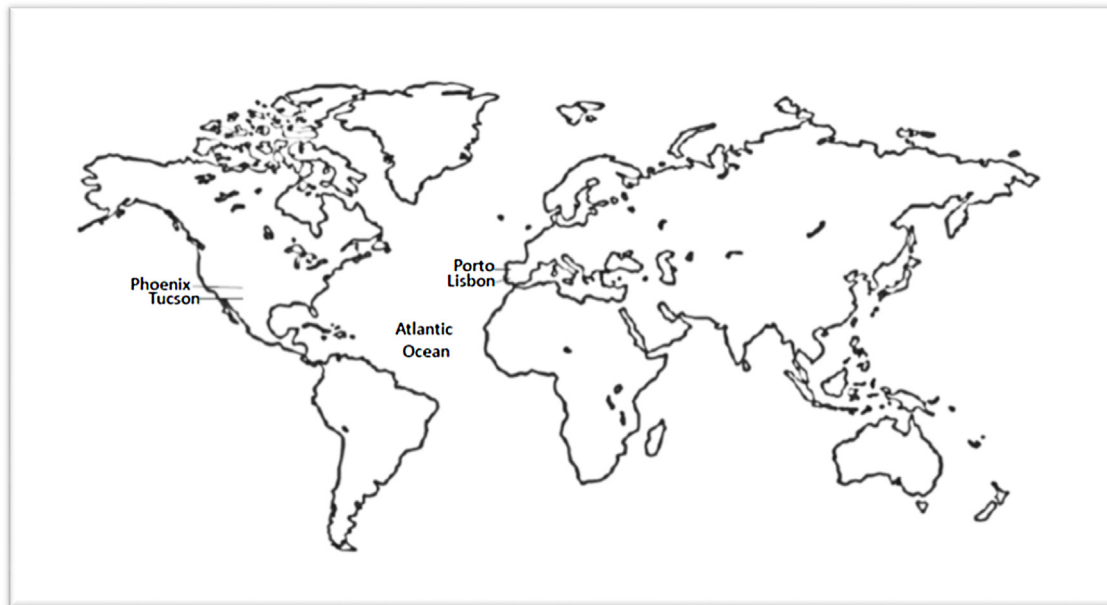 Porto
Lisbon
Phoenix
Tucson
Atlantic
Ocean